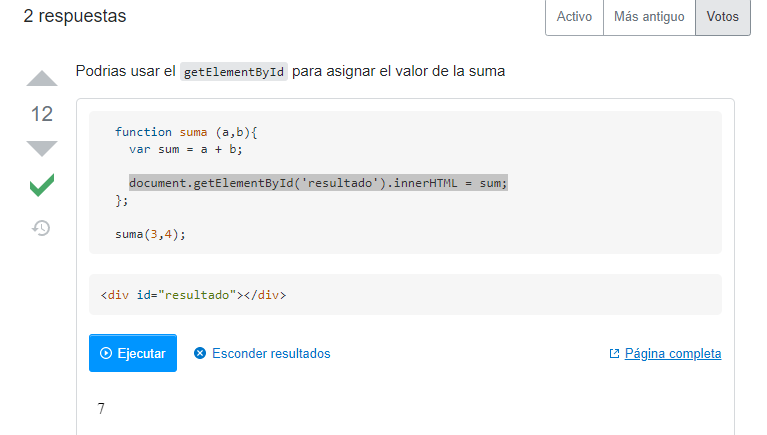 2 respuestas
Activo
Más antiguo
Votos
Podrias usar el getElementById para asignar el valor de la suma
12
function suma (a,b){
var sum = a + b;
document.getElementById('resultado').innerHTML = sum;
};
suma(3,4);
<div id="resultado"></div>
Ejecutar
Esconder resultados
Página completa
7